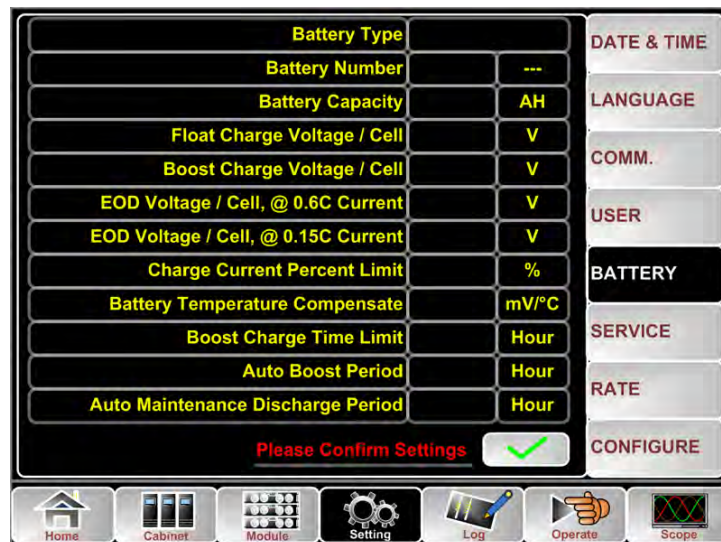 Battery Type
Battery Number ---
Battery Capacity AH
Float Charge Voltage / Cell V
Boost Charge Voltage / Cell V
EOD Voltage / Cell, @ 0.6C Current V
EOD Voltage / Cell, @ 0.15C Current V
Charge Current Percent Limit %
Battery Temperature Compensate mV/°C
Boost Charge Time Limit Hour
Auto Boost Period Hour
Auto Maintenance Discharge Period Hour
Please Confirm Settings
DATE & TIME
LANGUAGE
COMM.
USER
BATTERY
SERVICE
RATE
CONFIGURE
Home Cabinet Module Setting Log Operate Scope